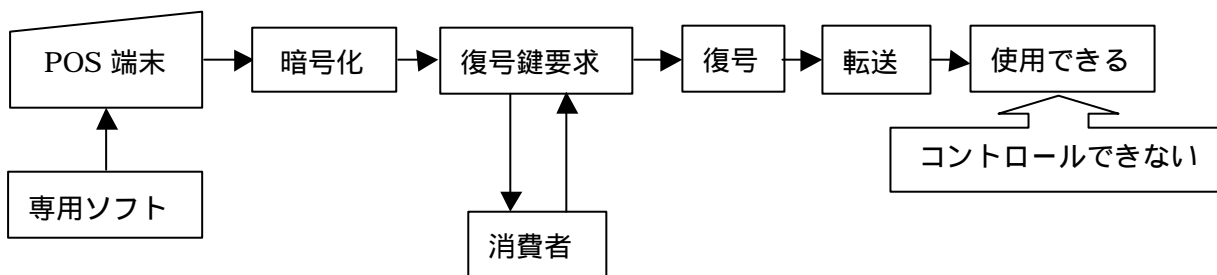 POS 端末
暗号化
復号鍵要求
復号
転送
使用できる
コントロールできない
専用ソフト
消費者